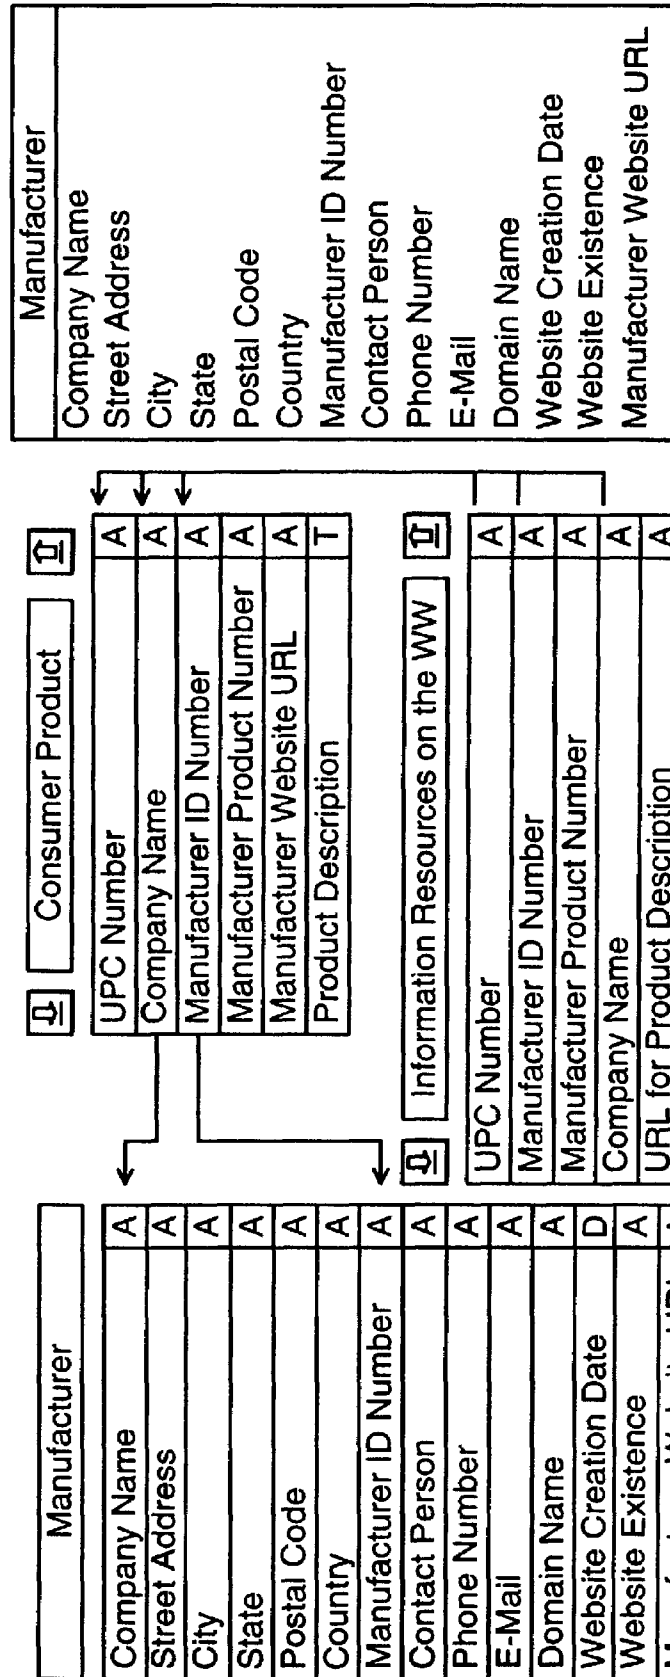 Manufacturer
Company Name A
Street Address A
City A
State A
Postal Code A
Country A
Manufacturer ID Number A
Contact Person A
Phone Number A
E-Mail A
Domain Name A
Website Creation Date D
Website Existence A
Consumer Product
UPC Number A
Company Name A
Manufacturer ID Number A
Manufacturer Product Number A
Manufacturer Website URL A
Product Description T
Information Resources on the WW
UPC Number A
Manufacturer ID Number A
Manufacturer Product Number A
Company Name A
URL for Product Description A
Manufacturer
Company Name
Street Address
City
State
Postal Code
Country
Manufacturer ID Number
Contact Person
Phone Number
E-Mail
Domain Name
Website Creation Date
Website Existence
Manufacturer Website URL